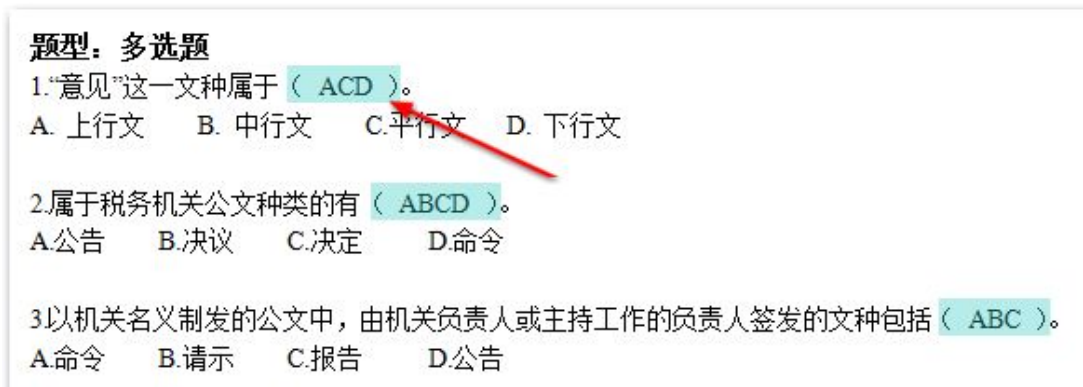 题型：多选题
1.“意见”这一文种属于（ ACD ）。
A. 上行文 B. 中行文 C.平行文 D. 下行文
2.属于税务机关公文种类的有（ ABCD ）。
A.公告 B.决议 C.决定 D.命令
3.以机关名义制发的公文中，由机关负责人或主持工作的负责人签发的文种包括（ ABC ）。
A.命令 B.请示 C.报告 D.公告